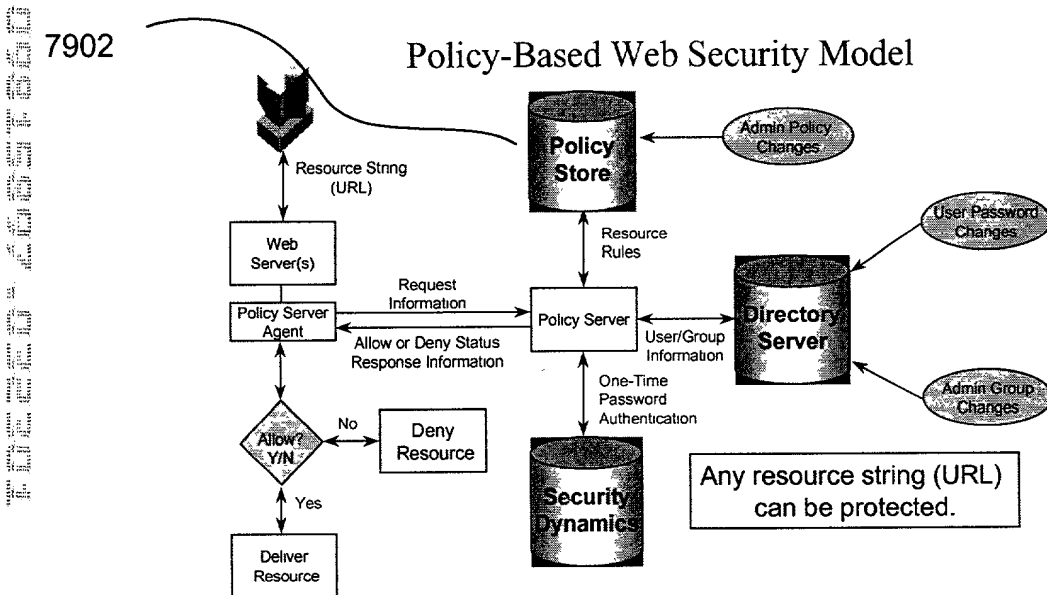 7902
Policy-Based Web Security Model
Resource String
(URL)
Policy
Store
Admin Policy
Changes
Web
Server(s)
Resource
Rules
User Password
Changes
Request
Information
Policy Server
Agent
Policy Server
Directory
Server
Allow or Deny Status
Response Information
User/Group
Information
One-Time
Password
Authentication
Admin Group
Changes
Allow?
Y/N
No
Deny
Resource
Yes
Security
Dynamics
Any resource string (URL)
can be protected.
Deliver
Resource